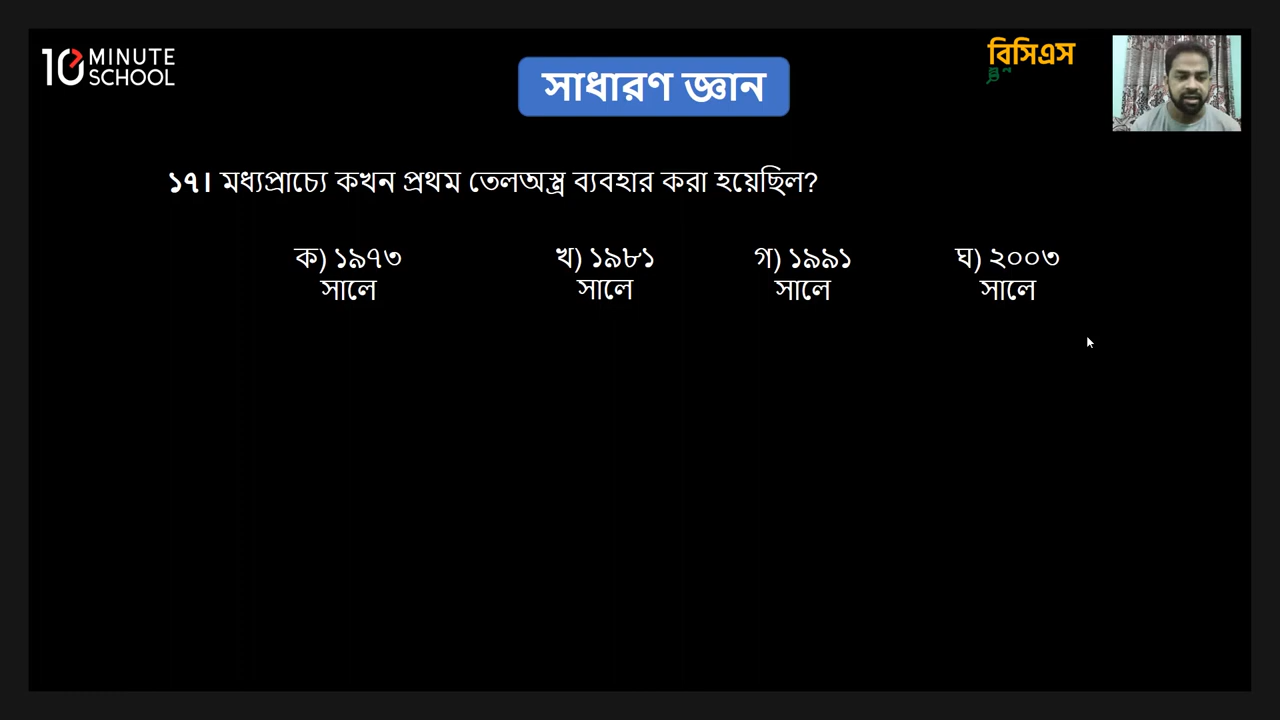 10 MINUTE SCHOOL
বিসিএস
সাধারণ জ্ঞান
১৭। মধ্যপ্রাচ্যে কখন প্রথম তেলঅস্ত্র ব্যবহার করা হয়েছিল?
ক) ১৯৭৩ সালে
খ) ১৯৮১ সালে
গ) ১৯৯১ সালে
ঘ) ২০০৩ সালে